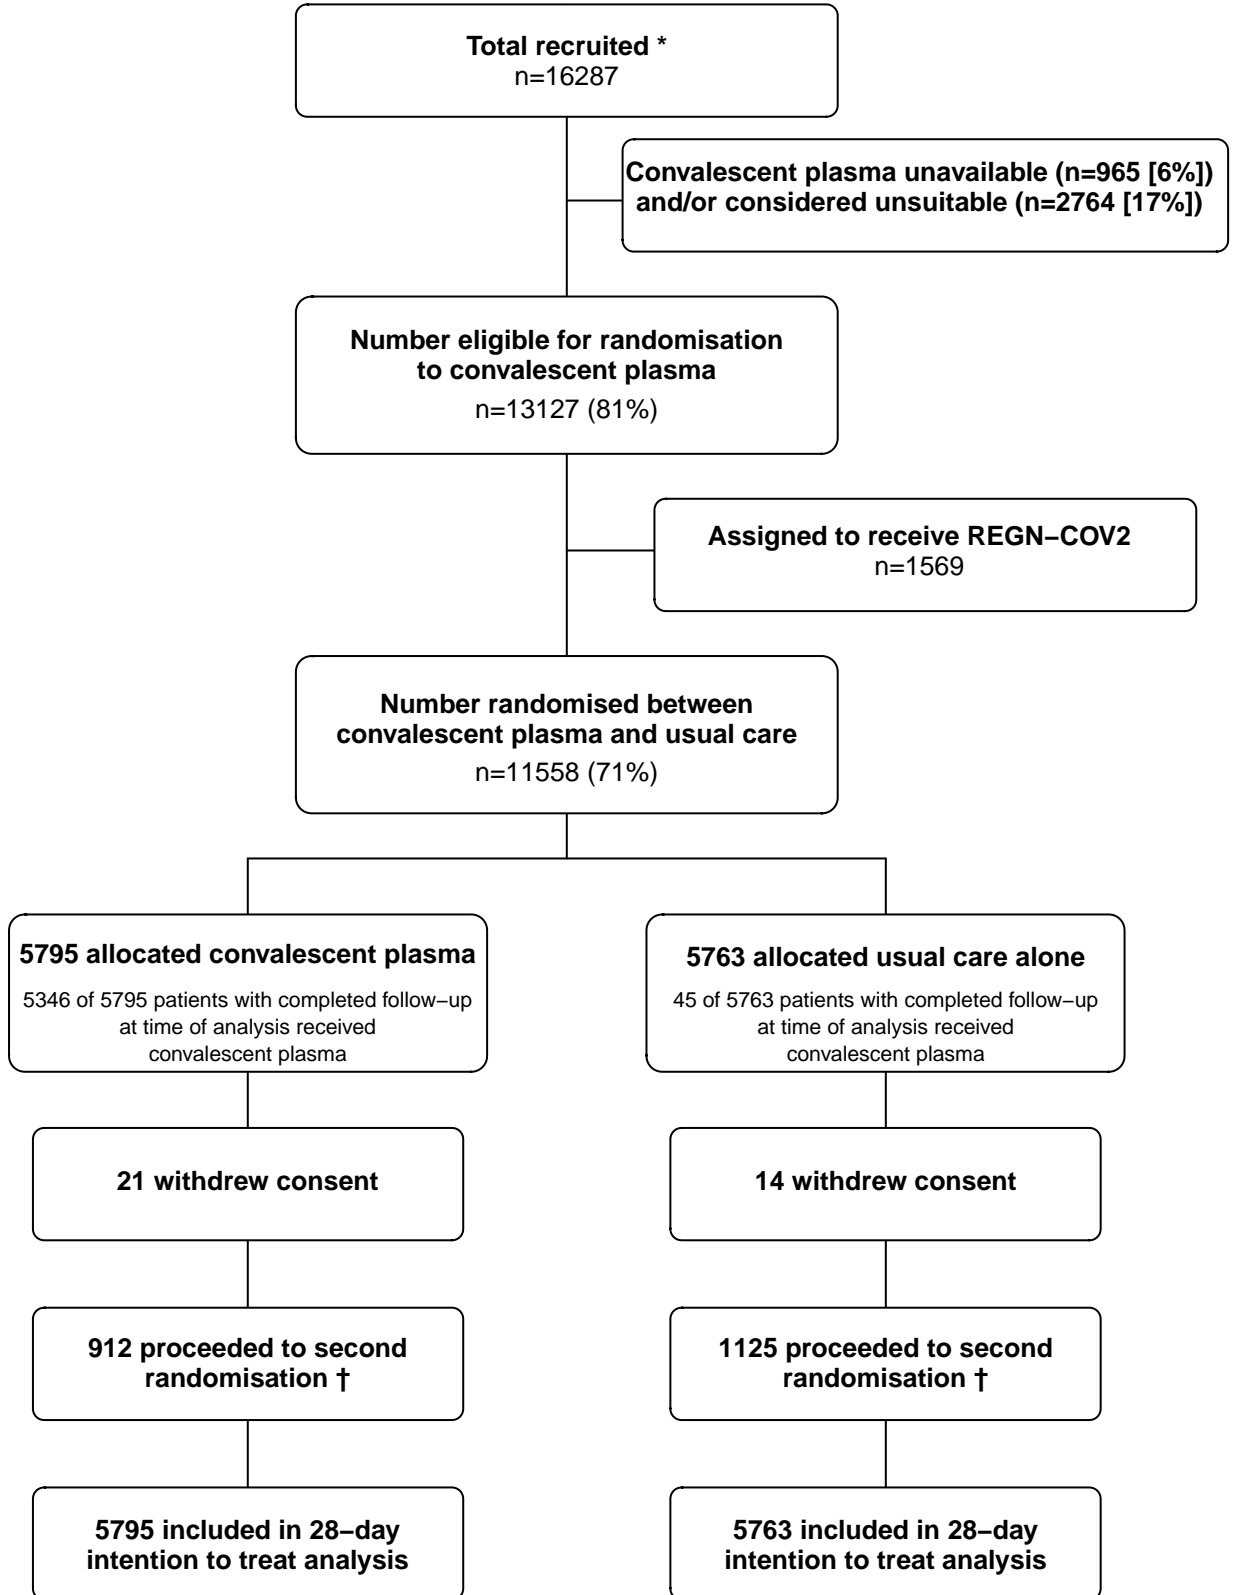 Total recruited *
n=16287
Convalescent plasma unavailable (n=965 [6%])
and/or considered unsuitable (n=2764 [17%])
Number eligible for randomisation
to convalescent plasma
n=13127 (81%)
Assigned to receive REGN−COV2
n=1569
Number randomised between
convalescent plasma and usual care
n=11558 (71%)
5795 allocated convalescent plasma
5346 of 5795 patients with completed follow−up
at time of analysis received
convalescent plasma
5763 allocated usual care alone
45 of 5763 patients with completed follow−up
at time of analysis received
convalescent plasma
21 withdrew consent
14 withdrew consent
912 proceeded to second
randomisation †
1125 proceeded to second
randomisation †
5795 included in 28−day
intention to treat analysis
5763 included in 28−day
intention to treat analysis